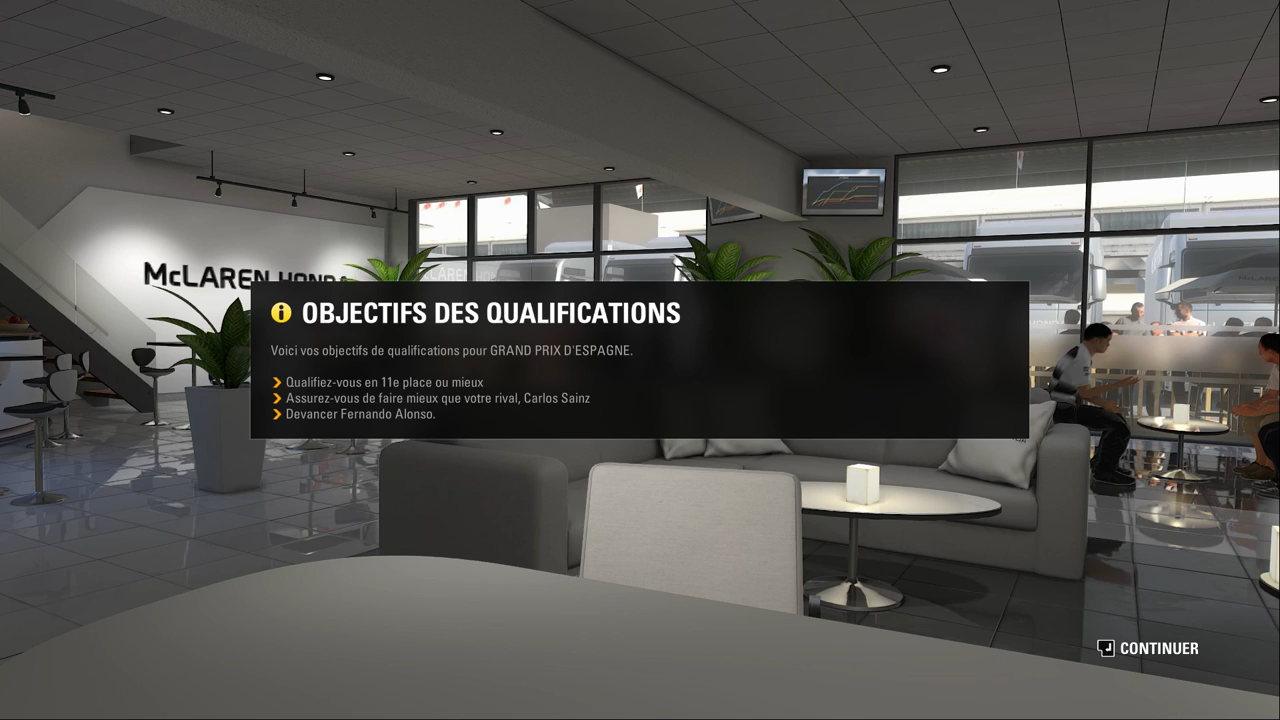 McLAREN HONDA
OBJECTIFS DES QUALIFICATIONS
Voici vos objectifs de qualifications pour GRAND PRIX D'ESPAGNE.
Qualifiez-vous en 11e place ou mieux
Assurez-vous de faire mieux que votre rival, Carlos Sainz
Devancer Fernando Alonso.
CONTINUER